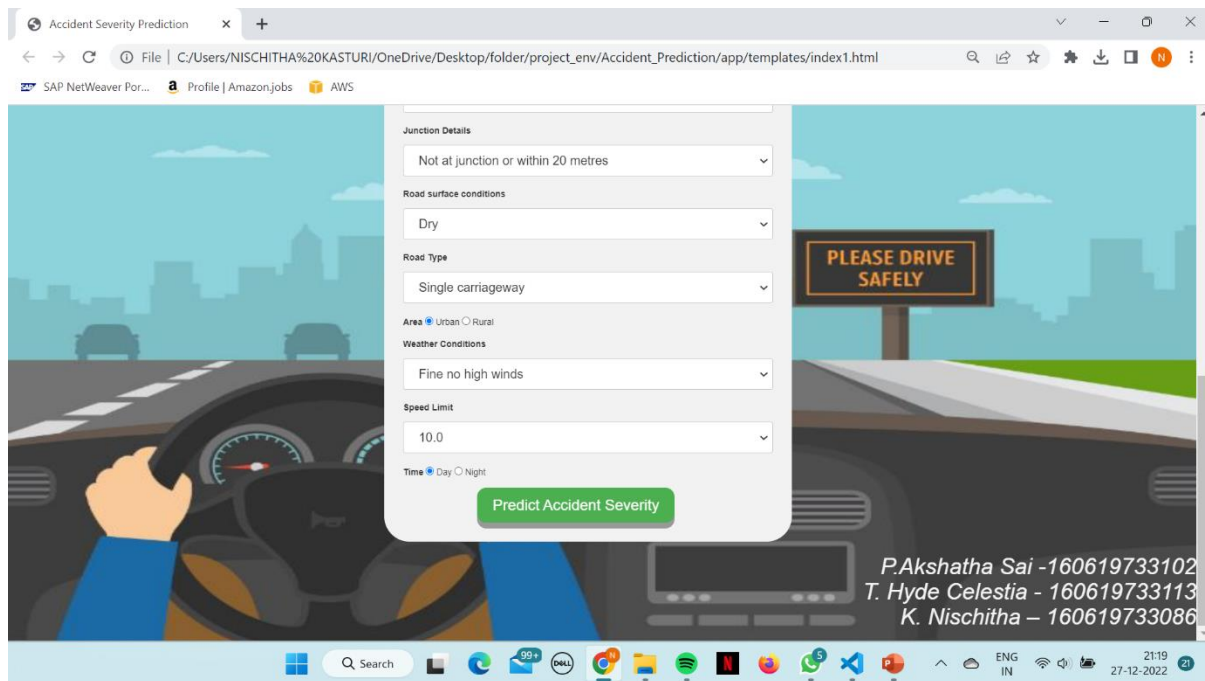 Accident Severity Prediction
File | C:/Users/NISCHITHA%20KASTURI/OneDrive/Desktop/folder/project_env/Accident_Prediction/app/templates/index1.html
N
SAP NetWeaver Por... a Profile | Amazon.jobs AWS
Junction Details
Not at junction or within 20 metres
Road surface conditions
Dry
PLEASE DRIVE
SAFELY
Road Type
Single carriageway
Area Urban Rural
Weather Conditions
Fine no high winds
Speed Limit
10.0
Time Day Night
Predict Accident Severity
P.Akshatha Sai -160619733102
T. Hyde Celestia - 160619733113
K. Nischitha – 160619733086
Search 99+ DELL N N 5 P ENG 21:19
IN 27-12-2022 21